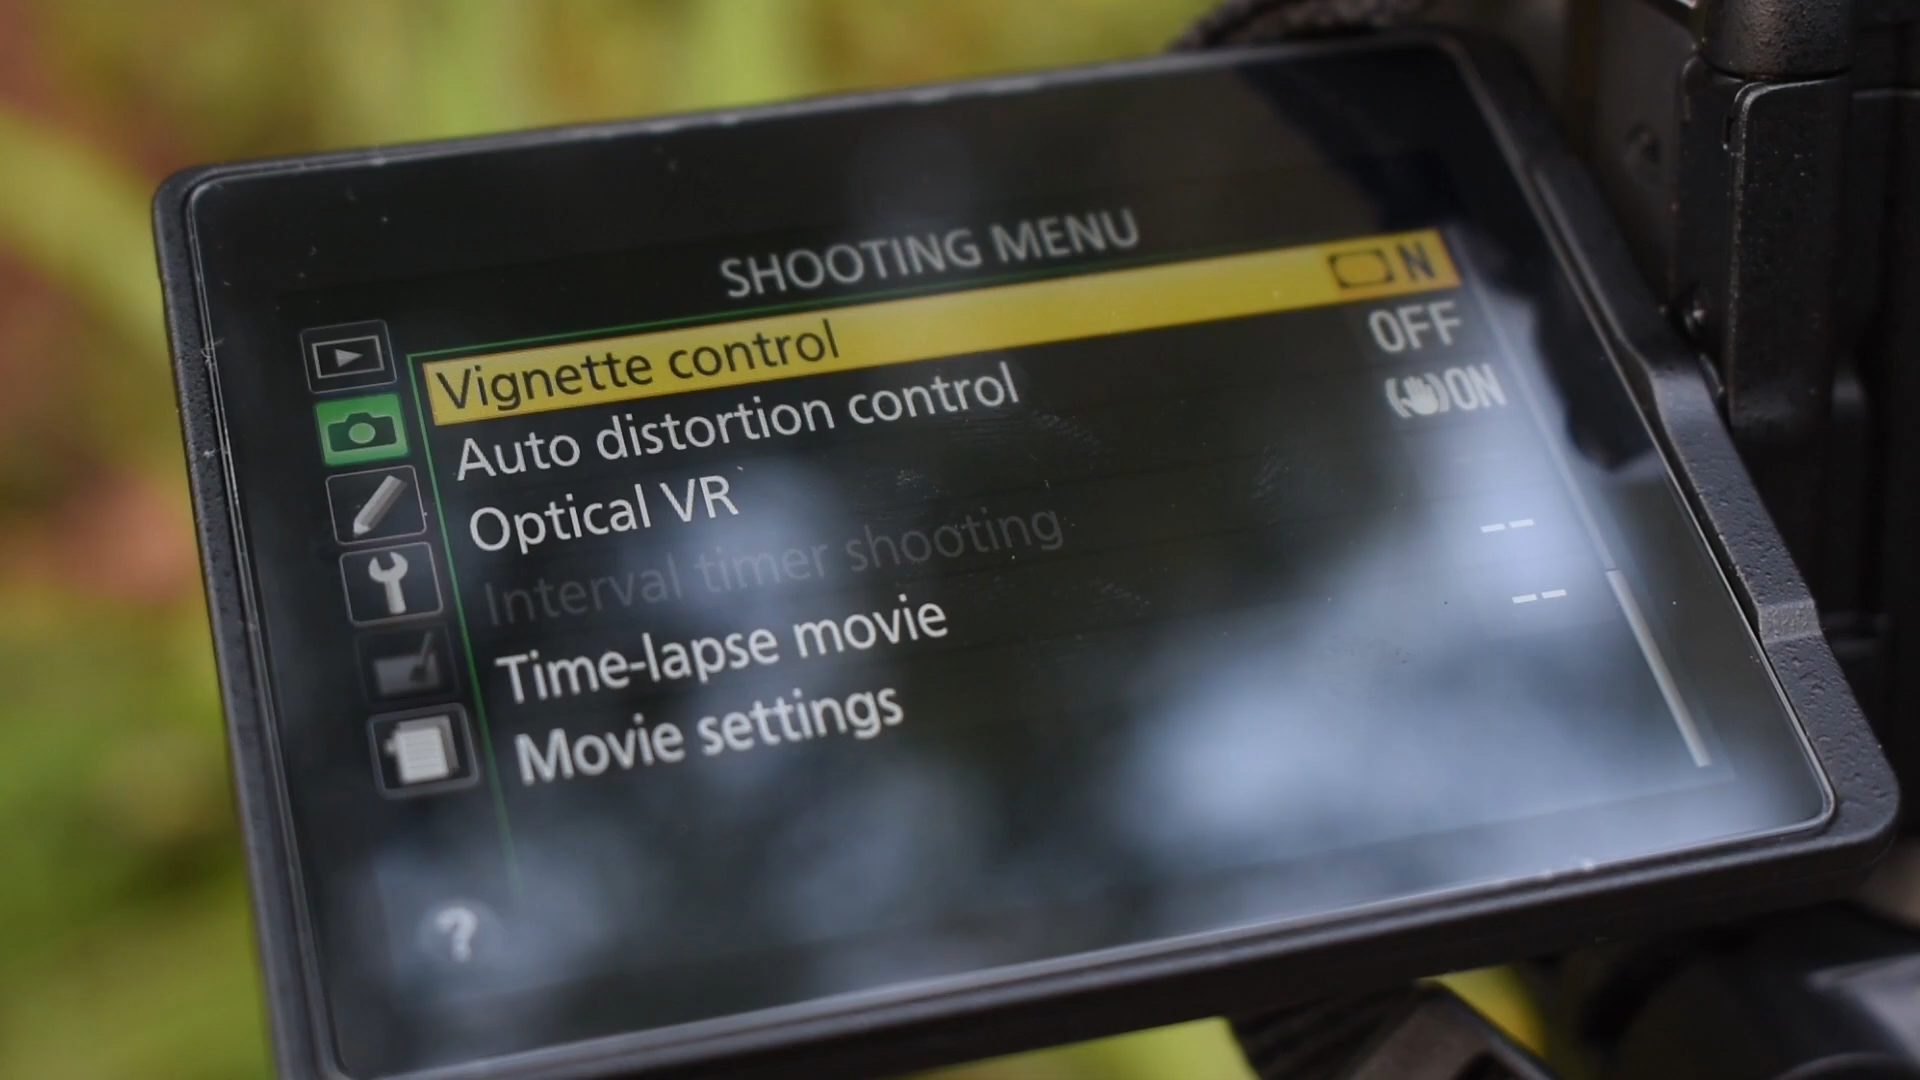 SHOOTING MENU
Vignette control N
Auto distortion control OFF
Optical VR ON
Interval timer shooting --
Time-lapse movie --
Movie settings
?